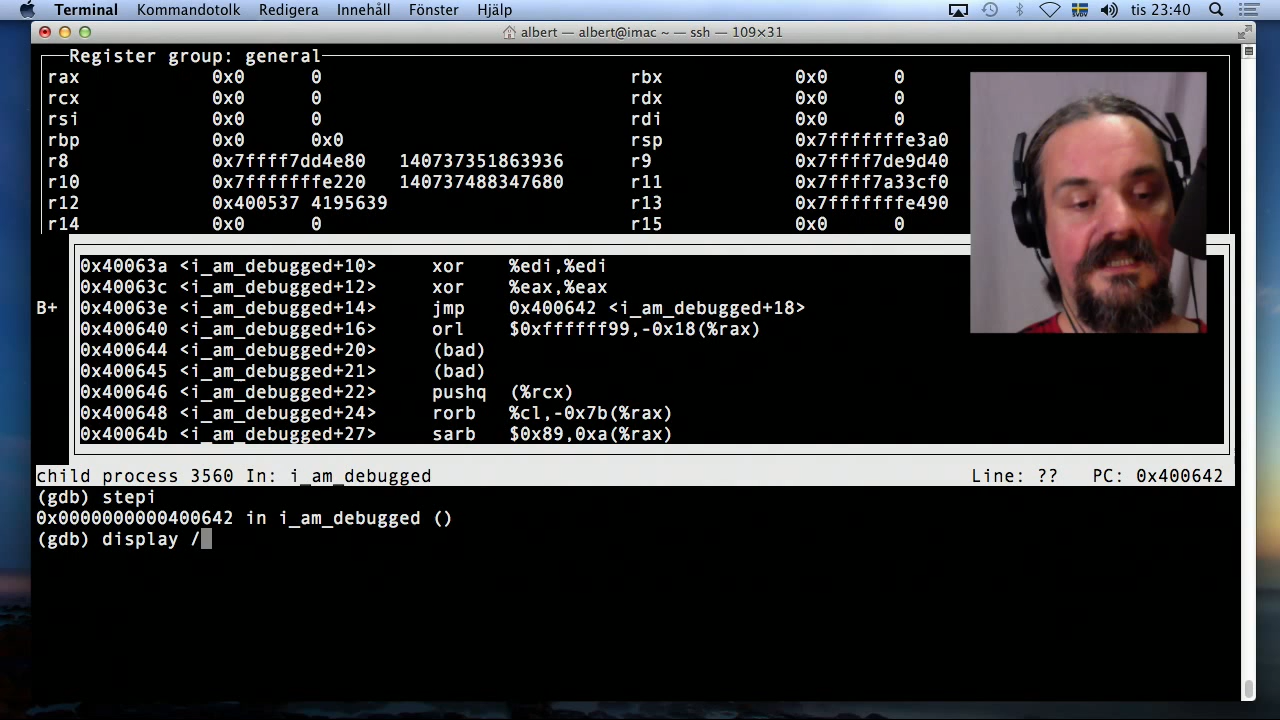 Terminal Kommandotolk Redigera Innehåll Fönster Hjälp SVDV tis 23:40
albert — albert@imac ~ — ssh — 109×31
Register group: general
rax 0x0 0 rbx 0x0 0
rcx 0x0 0 rdx 0x0 0
rsi 0x0 0 rdi 0x0 0
rbp 0x0 0x0 rsp 0x7fffffffe3a0
r8 0x7ffff7dd4e80 140737351863936 r9 0x7ffff7de9d40
r10 0x7fffffffe220 140737488347680 r11 0x7ffff7a33cf0
r12 0x400537 4195639 r13 0x7fffffffe490
r14 0x0 0 r15 0x0 0
0x40063a <i_am_debugged+10> xor %edi,%edi
0x40063c <i_am_debugged+12> xor %eax,%eax
B+ 0x40063e <i_am_debugged+14> jmp 0x400642 <i_am_debugged+18>
0x400640 <i_am_debugged+16> orl $0xffffff99,-0x18(%rax)
0x400644 <i_am_debugged+20> (bad)
0x400645 <i_am_debugged+21> (bad)
0x400646 <i_am_debugged+22> pushq (%rcx)
0x400648 <i_am_debugged+24> rorb %cl,-0x7b(%rax)
0x40064b <i_am_debugged+27> sarb $0x89,0xa(%rax)
child process 3560 In: i_am_debugged Line: ?? PC: 0x400642
(gdb) stepi
0x0000000000400642 in i_am_debugged ()
(gdb) display /